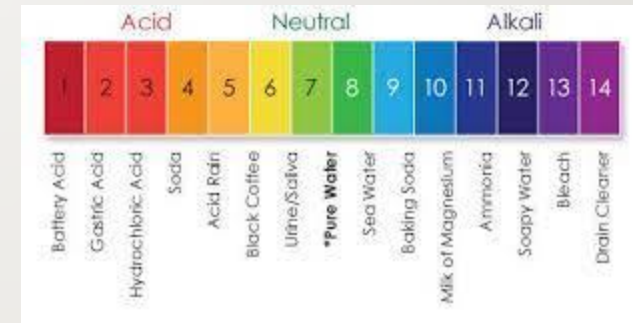 Acid Neutral Alkali
1 2 3 4 5 6 7 8 9 10 11 12 13 14
Battery Acid
Gastric Acid
Hydrochloric Acid
Soda
Acid Rain
Black Coffee
Urine/Saliva
*Pure Water
Sea Water
Baking Soda
Milk of Magnesium
Ammonia
Soapy Water
Bleach
Drain Cleaner